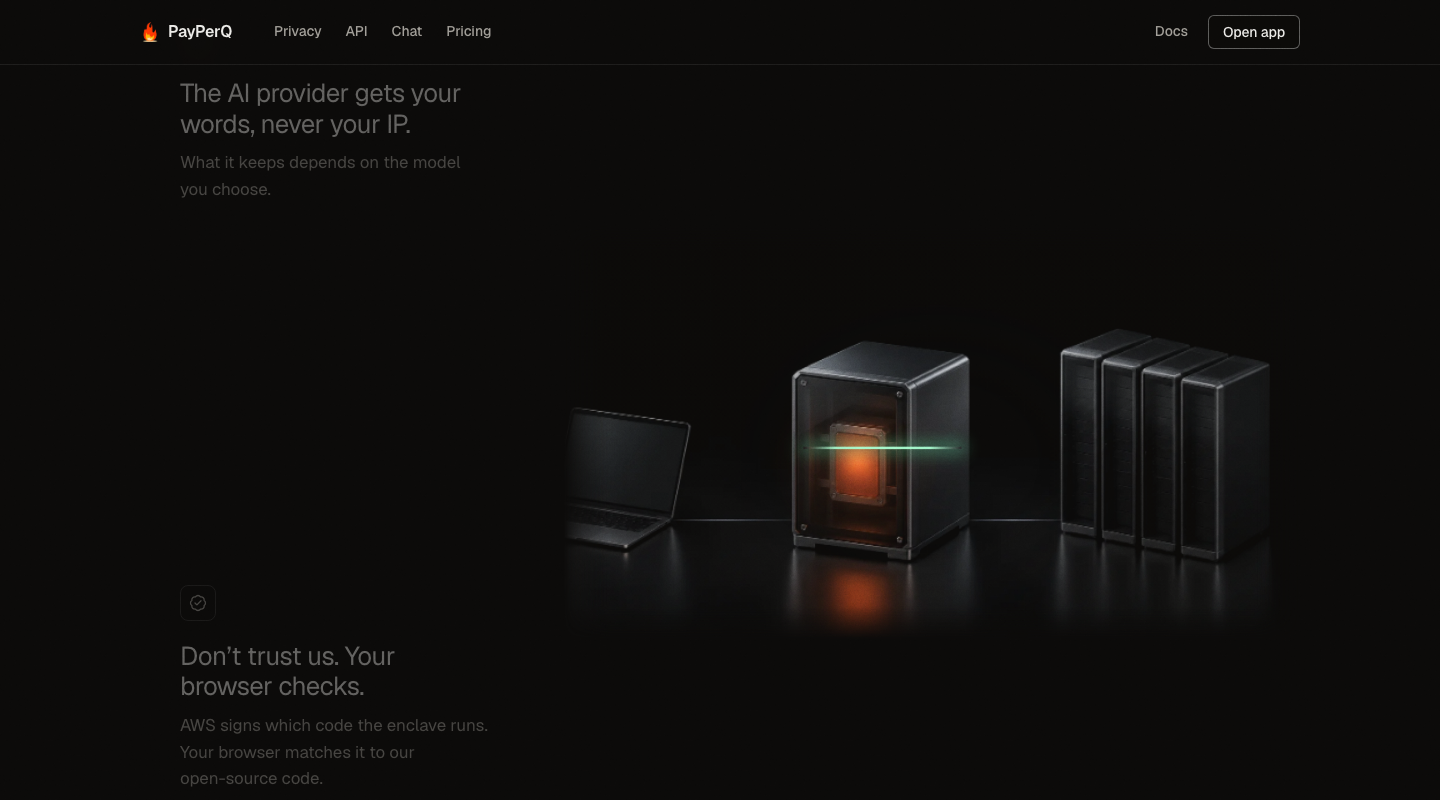 PayPerQ
Privacy
API
Chat
Pricing
Docs
Open app
The AI provider gets your
words, never your IP.
What it keeps depends on the model
you choose.
Don’t trust us. Your
browser checks.
AWS signs which code the enclave runs.
Your browser matches it to our
open-source code.